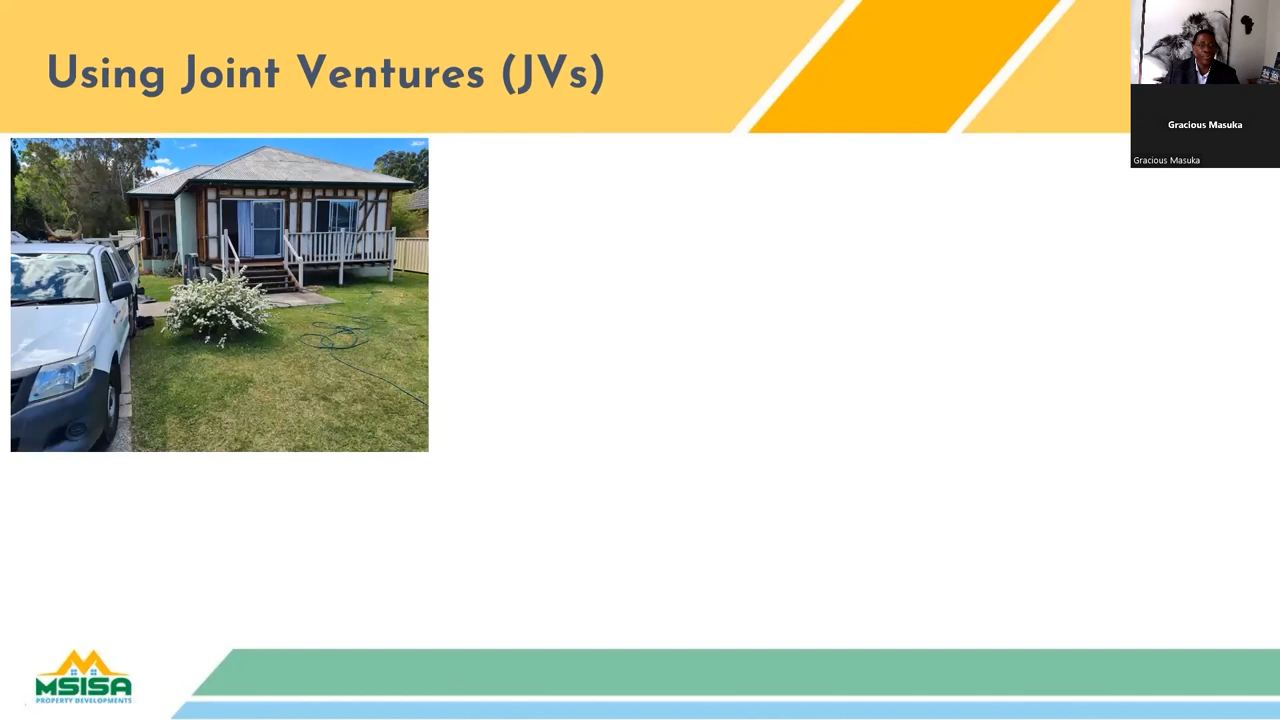 Using Joint Ventures (JVs)
Gracious Masuka
Gracious Masuka
MSISA
PROPERTY DEVELOPMENTS